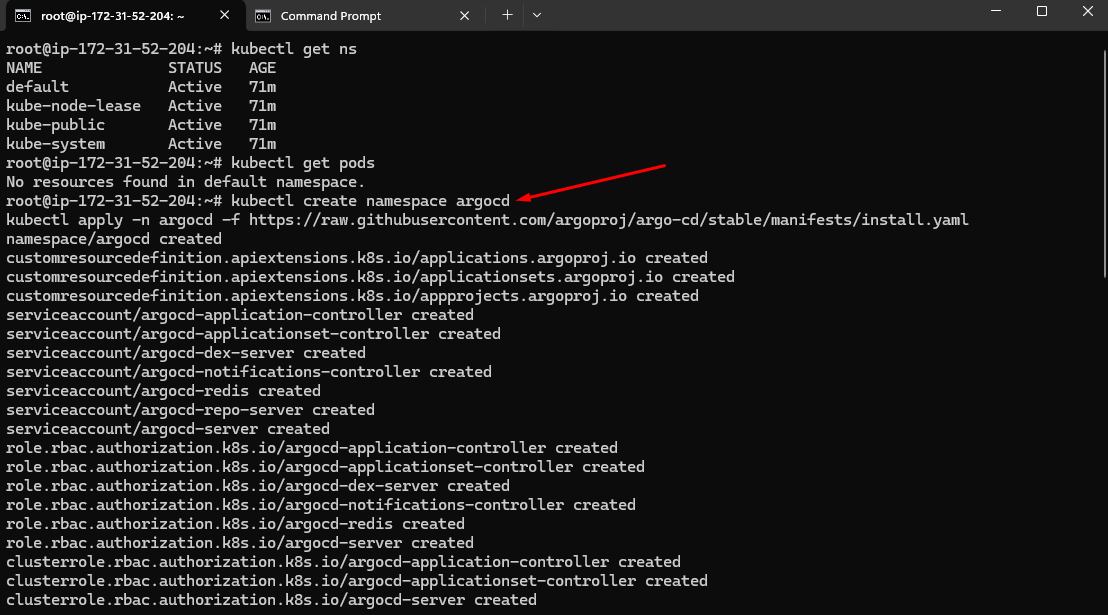 root@ip-172-31-52-204: ~
Command Prompt
root@ip-172-31-52-204:~# kubectl get ns
NAME              STATUS   AGE
default           Active   71m
kube-node-lease   Active   71m
kube-public       Active   71m
kube-system       Active   71m
root@ip-172-31-52-204:~# kubectl get pods
No resources found in default namespace.
root@ip-172-31-52-204:~# kubectl create namespace argocd
kubectl apply -n argocd -f https://raw.githubusercontent.com/argoproj/argo-cd/stable/manifests/install.yaml
namespace/argocd created
customresourcedefinition.apiextensions.k8s.io/applications.argoproj.io created
customresourcedefinition.apiextensions.k8s.io/applicationsets.argoproj.io created
customresourcedefinition.apiextensions.k8s.io/appprojects.argoproj.io created
serviceaccount/argocd-application-controller created
serviceaccount/argocd-applicationset-controller created
serviceaccount/argocd-dex-server created
serviceaccount/argocd-notifications-controller created
serviceaccount/argocd-redis created
serviceaccount/argocd-repo-server created
serviceaccount/argocd-server created
role.rbac.authorization.k8s.io/argocd-application-controller created
role.rbac.authorization.k8s.io/argocd-applicationset-controller created
role.rbac.authorization.k8s.io/argocd-dex-server created
role.rbac.authorization.k8s.io/argocd-notifications-controller created
role.rbac.authorization.k8s.io/argocd-redis created
role.rbac.authorization.k8s.io/argocd-server created
clusterrole.rbac.authorization.k8s.io/argocd-application-controller created
clusterrole.rbac.authorization.k8s.io/argocd-applicationset-controller created
clusterrole.rbac.authorization.k8s.io/argocd-server created